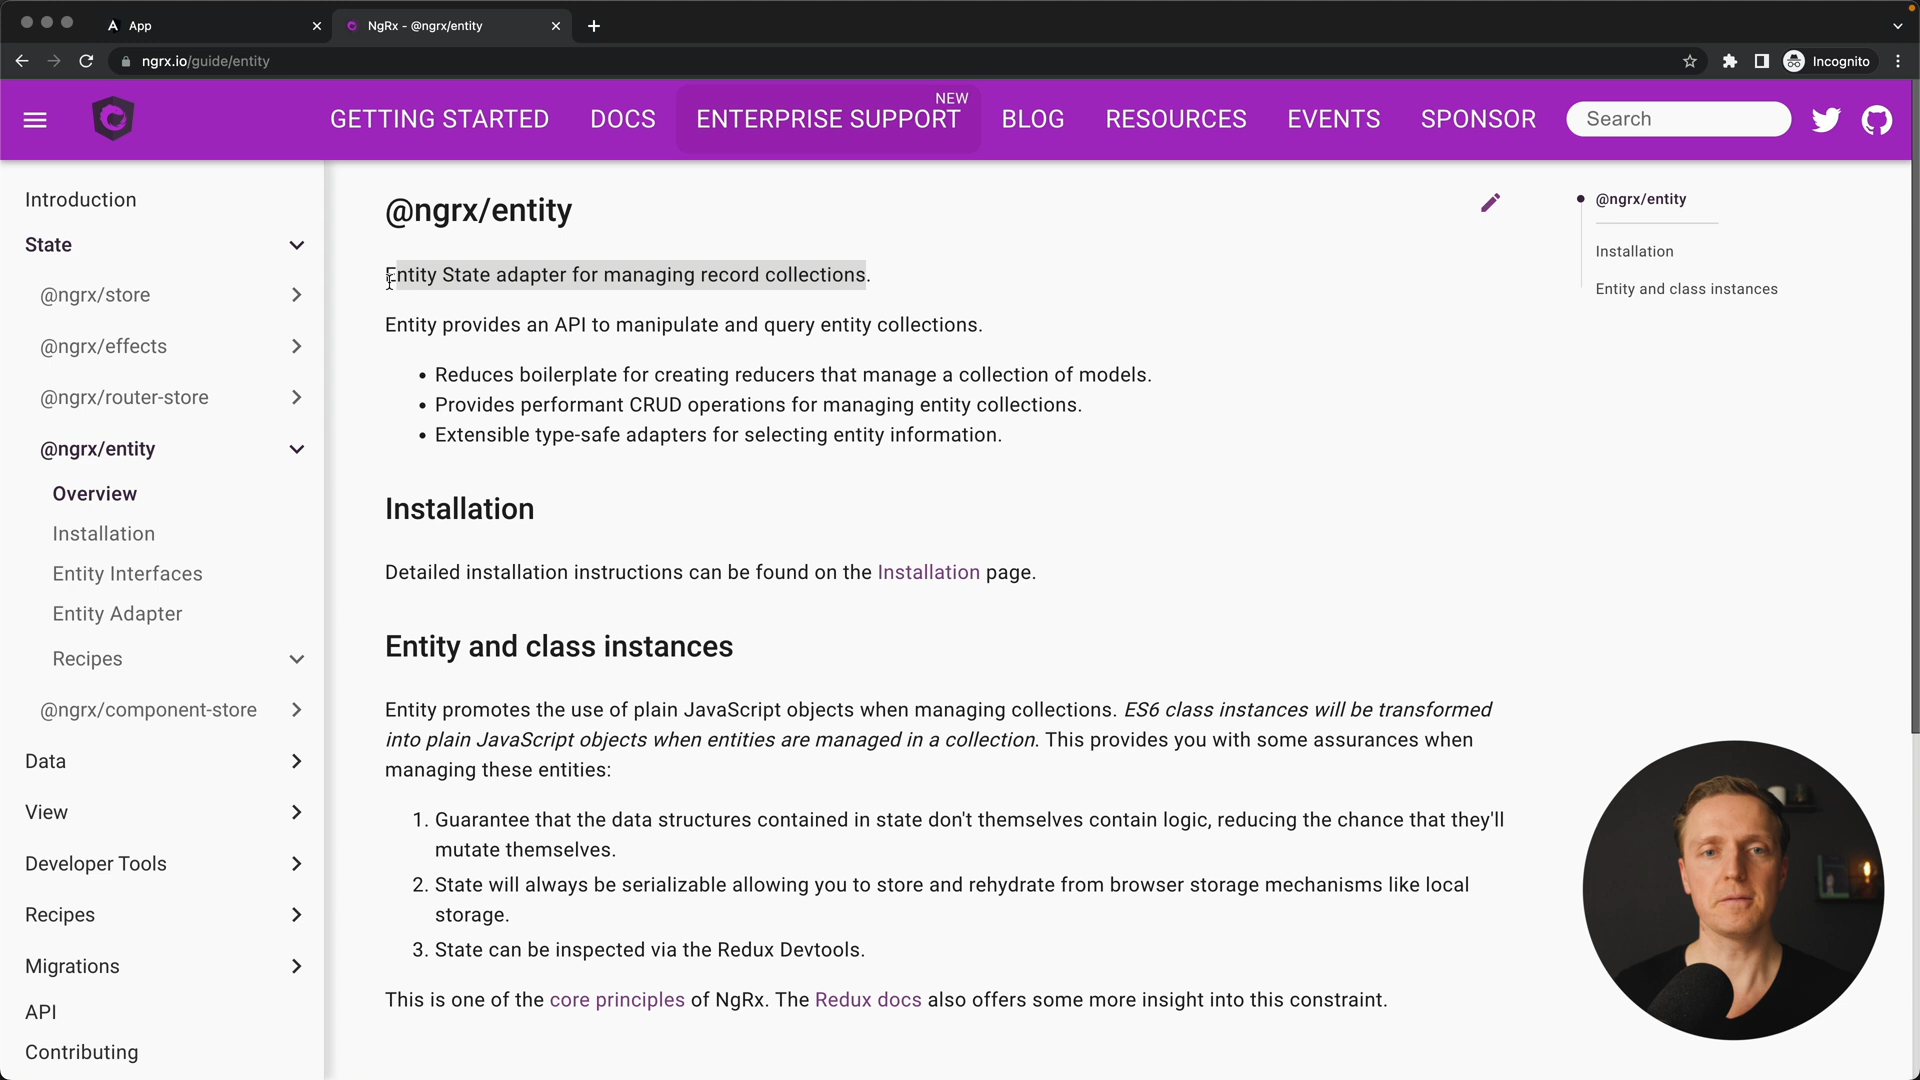 App
NgRx - @ngrx/entity
ngrx.io/guide/entity
Incognito
GETTING STARTED
DOCS
ENTERPRISE SUPPORT
NEW
BLOG
RESOURCES
EVENTS
SPONSOR
Search
Introduction
State
@ngrx/store
@ngrx/effects
@ngrx/router-store
@ngrx/entity
Overview
Installation
Entity Interfaces
Entity Adapter
Recipes
@ngrx/component-store
Data
View
Developer Tools
Recipes
Migrations
API
Contributing
@ngrx/entity
Entity State adapter for managing record collections.
Entity provides an API to manipulate and query entity collections.
• Reduces boilerplate for creating reducers that manage a collection of models.
• Provides performant CRUD operations for managing entity collections.
• Extensible type-safe adapters for selecting entity information.
Installation
Detailed installation instructions can be found on the Installation page.
Entity and class instances
Entity promotes the use of plain JavaScript objects when managing collections. ES6 class instances will be transformed
into plain JavaScript objects when entities are managed in a collection. This provides you with some assurances when
managing these entities:
1. Guarantee that the data structures contained in state don't themselves contain logic, reducing the chance that they'll
mutate themselves.
2. State will always be serializable allowing you to store and rehydrate from browser storage mechanisms like local
storage.
3. State can be inspected via the Redux Devtools.
This is one of the core principles of NgRx. The Redux docs also offers some more insight into this constraint.
@ngrx/entity
Installation
Entity and class instances